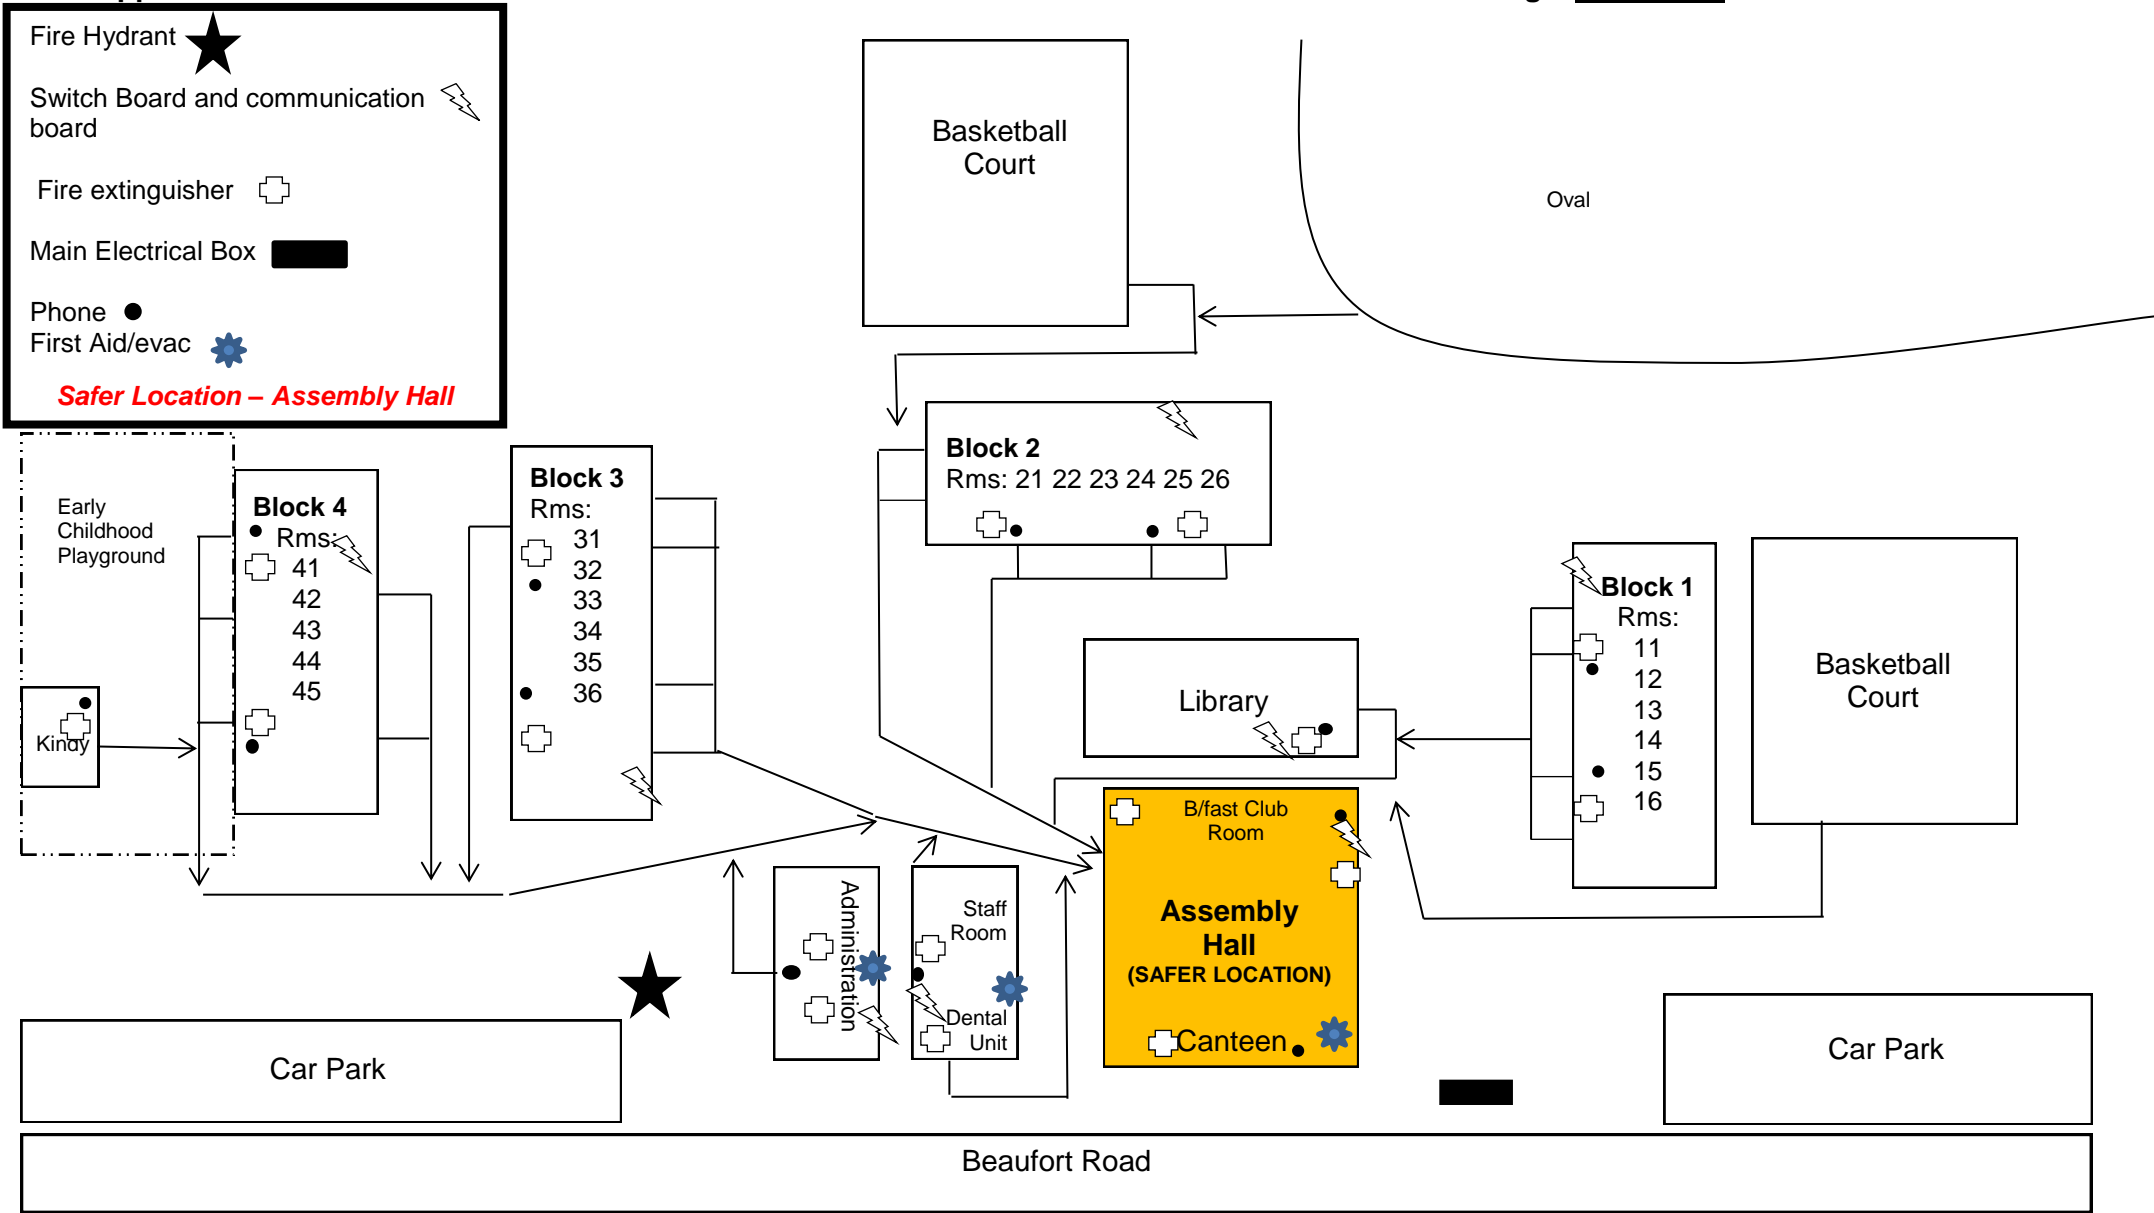 Fire Hydrant
Switch Board and communication
board
Fire extinguisher
Main Electrical Box
Phone
First Aid/evac
Safer Location – Assembly Hall
Basketball
Court
Oval
Early
Childhood
Playground
Kindy
Block 4
Rms:
41
42
43
44
45
Block 3
Rms:
31
32
33
34
35
36
Block 2
Rms: 21 22 23 24 25 26
Library
Block 1
Rms:
11
12
13
14
15
16
Basketball
Court
B/fast Club
Room
Assembly
Hall
(SAFER LOCATION)
Canteen
Administration
Staff
Room
Dental
Unit
Car Park
Car Park
Beaufort Road